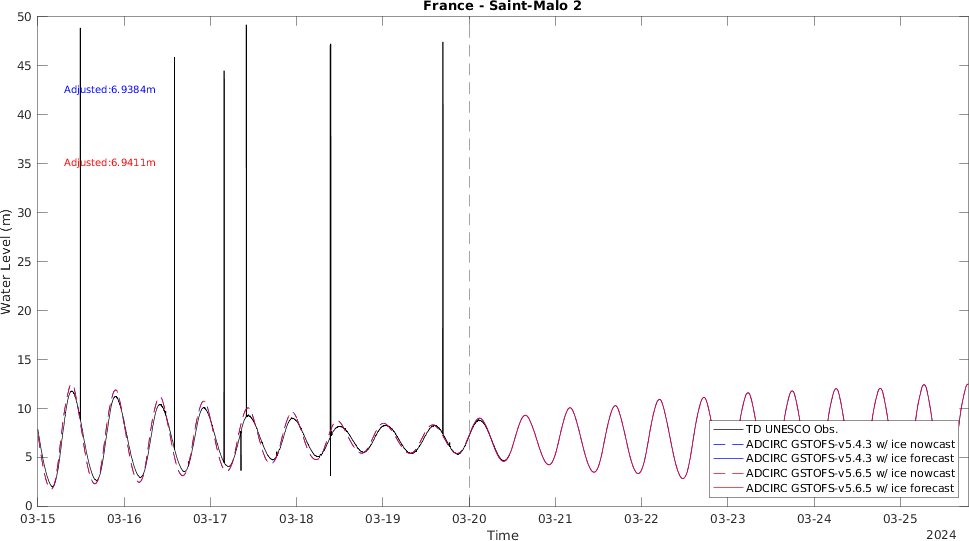 France - Saint-Malo 2
50
45
40
35
30
25
20
15
10
5
0
Water Level (m)
Adjusted:6.9384m
Adjusted:6.9411m
TD UNESCO Obs.
ADCIRC GSTOFS-v5.4.3 w/ ice nowcast
ADCIRC GSTOFS-v5.4.3 w/ ice forecast
ADCIRC GSTOFS-v5.6.5 w/ ice nowcast
ADCIRC GSTOFS-v5.6.5 w/ ice forecast
03-15 03-16 03-17 03-18 03-19 03-20 03-21 03-22 03-23 03-24 03-25
Time
2024